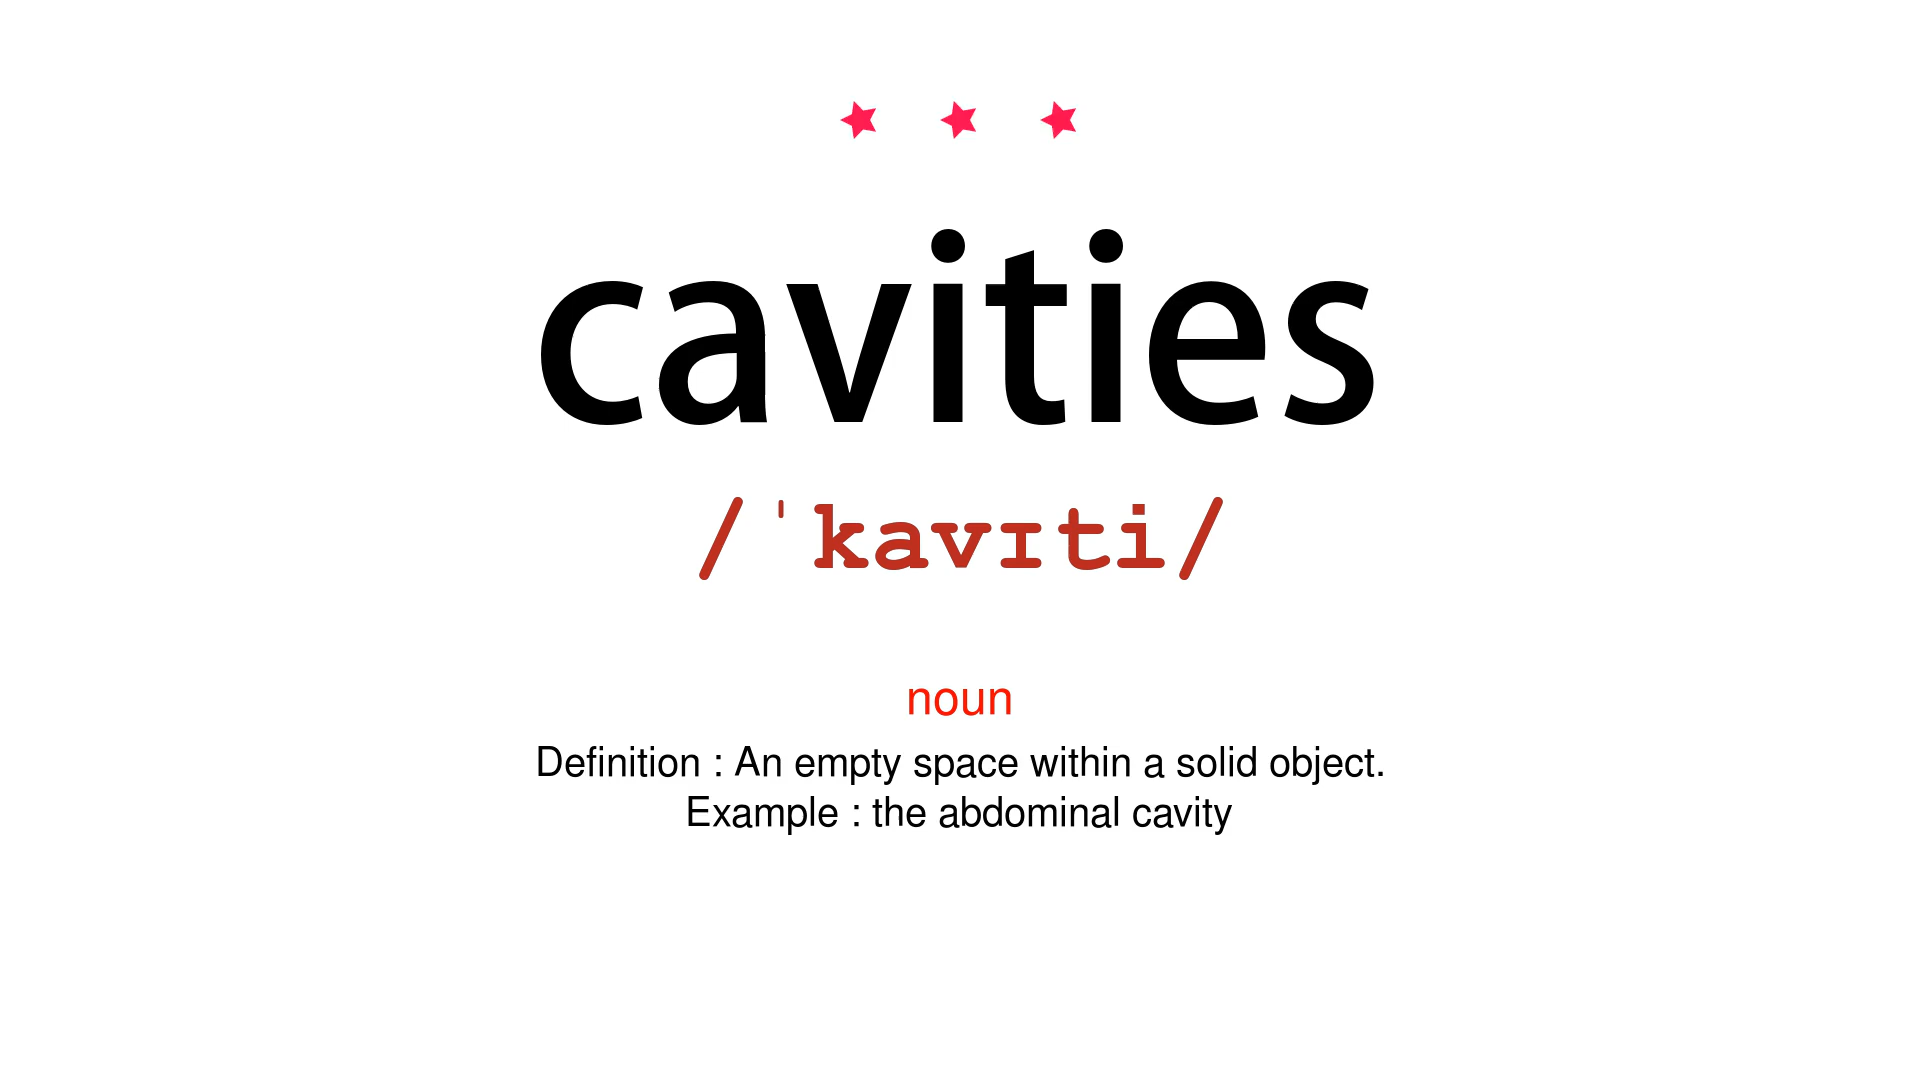 cavities
/ˈkavɪti/
noun
Definition : An empty space within a solid object.
Example : the abdominal cavity